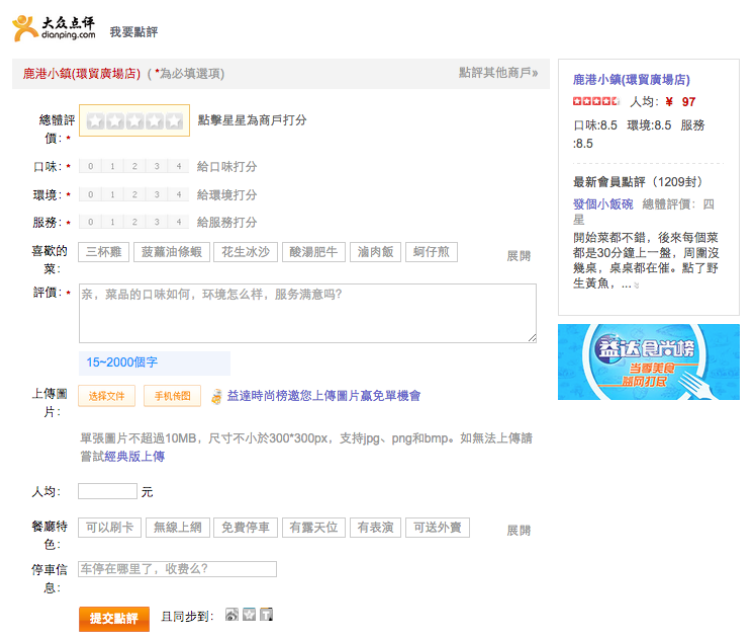 大众点评
dianping.com 我要點評
鹿港小鎮(環貿廣場店) ( *為必填選項)
點評其他商戶»
總體評價: * 點擊星星為商戶打分
口味: * 0 1 2 3 4 給口味打分
環境: * 0 1 2 3 4 給環境打分
服務: * 0 1 2 3 4 給服務打分
喜歡的菜: 三杯雞 菠蘿油條蝦 花生冰沙 酸湯肥牛 滷肉飯 蚵仔煎 展開
評價: * 亲，菜品的口味如何，环境怎么样，服务满意吗?
15~2000個字
上傳圖片: 选择文件 手机传图 益達時尚榜邀您上傳圖片贏免單機會
單張圖片不超過10MB，尺寸不小於300*300px，支持jpg、png和bmp。如無法上傳請
嘗試經典版上傳
人均: 元
餐廳特色: 可以刷卡 無線上網 免費停車 有露天位 有表演 可送外賣 展開
停車信息: 车停在哪里了，收费么?
提交點評 且同步到:
鹿港小鎮(環貿廣場店)
人均: ¥ 97
口味:8.5 環境:8.5 服務
:8.5
最新會員點評（1209封）
發個小飯碗 總體評價: 四
星
開始菜都不錯，後來每個菜
都是30分鐘上一盤，周圍沒
幾桌，桌桌都在催。點了野
生黃魚，...
益达食尚榜
当季美食
盆网打尽